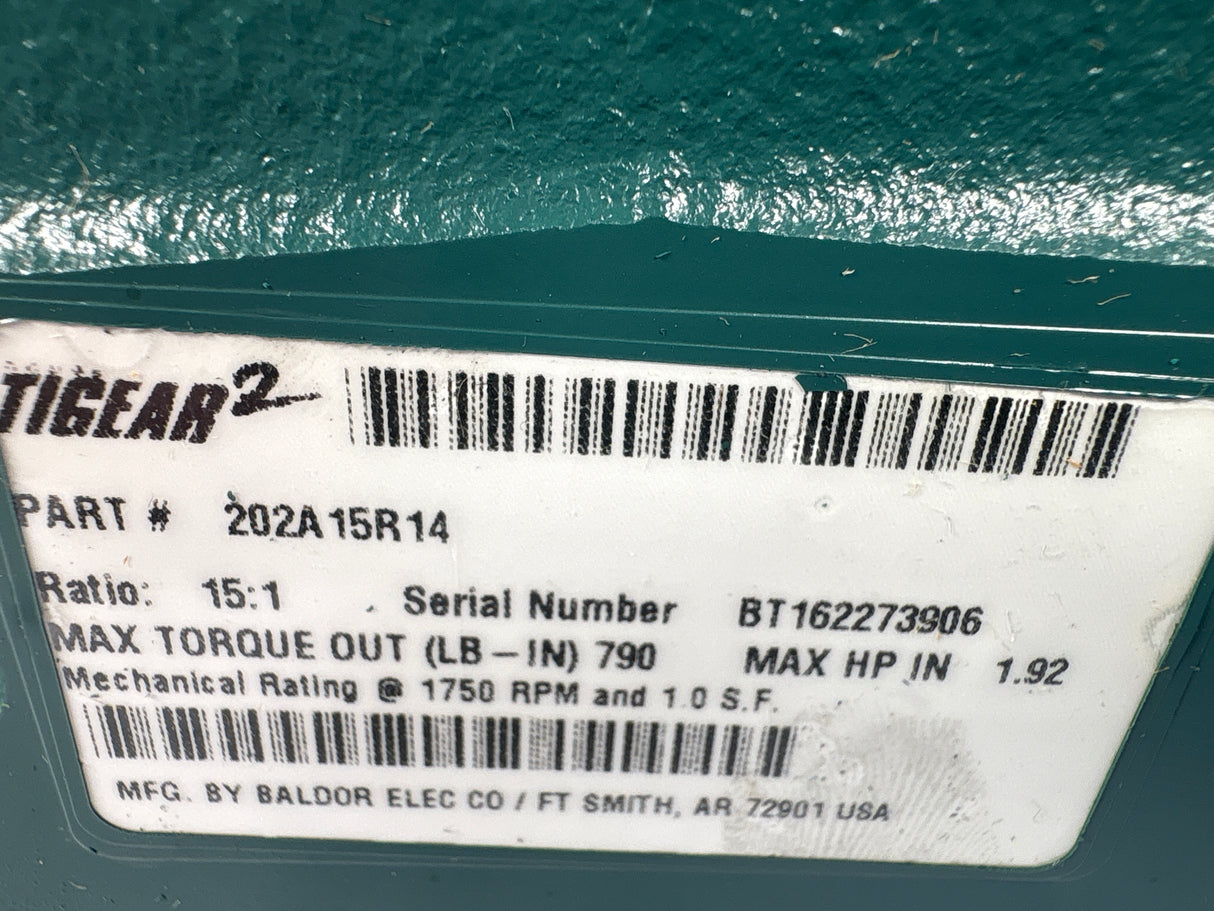 TIGEAR2
PART # 202A15R14
Ratio: 15:1 Serial Number BT162273906
MAX TORQUE OUT (LB-IN) 790 MAX HP IN 1.92
Mechanical Rating @ 1750 RPM and 1.0 S.F.
MFG. BY BALDOR ELEC CO / FT SMITH, AR 72901 USA